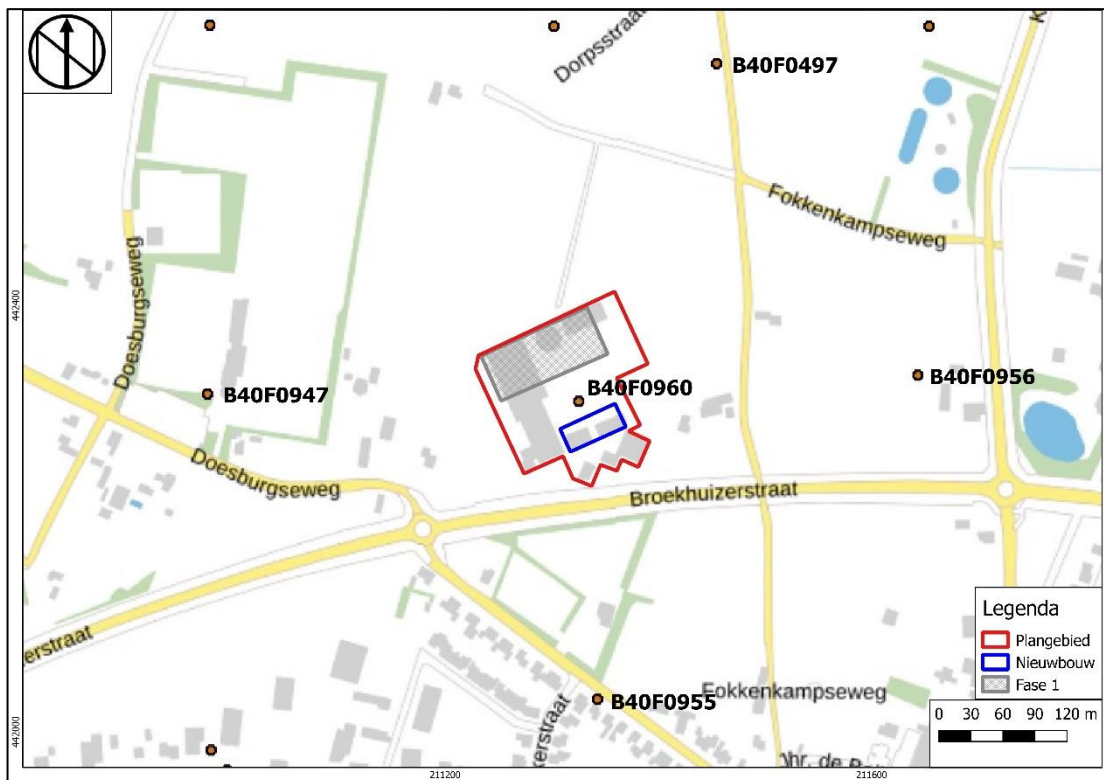 Dorpsstraat
B40F0497
Fokkenkampseweg
Doesburgseweg
442400
B40F0947
B40F0960
B40F0956
Doesburgseweg
Broekhuizerstraat
Legenda
Plangebied
Nieuwbouw
Fase 1
0 30 60 90 120 m
erstraat
B40F0955
Fokkenkampseweg
kerstraat
442000
211200
211600